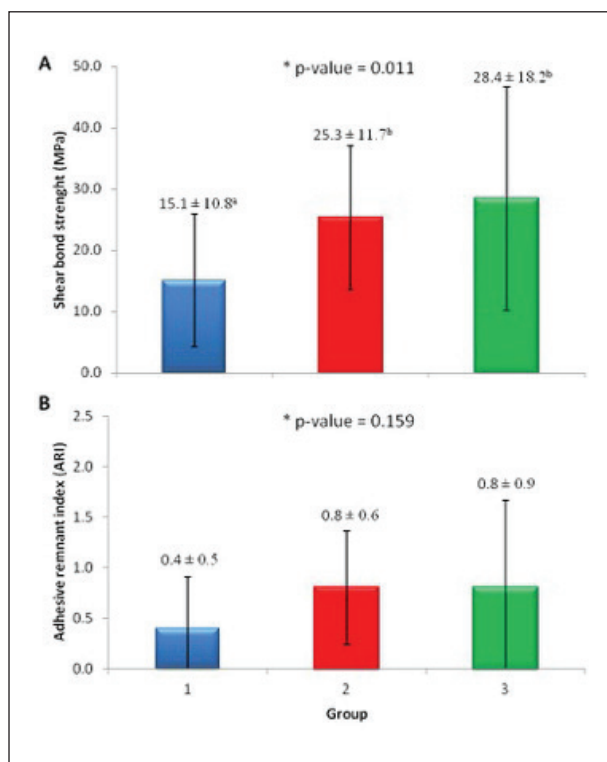 A
* p-value = 0.011
Shear bond strenght (MPa)
50.0
40.0
30.0
20.0
10.0
0.0
15.1 ± 10.8ᵃ
25.3 ± 11.7ᵇ
28.4 ± 18.2ᵇ
B
* p-value = 0.159
Adhesive remnant index (ARI)
2.5
2.0
1.5
1.0
0.5
0.0
0.4 ± 0.5
0.8 ± 0.6
0.8 ± 0.9
1 2 3
Group